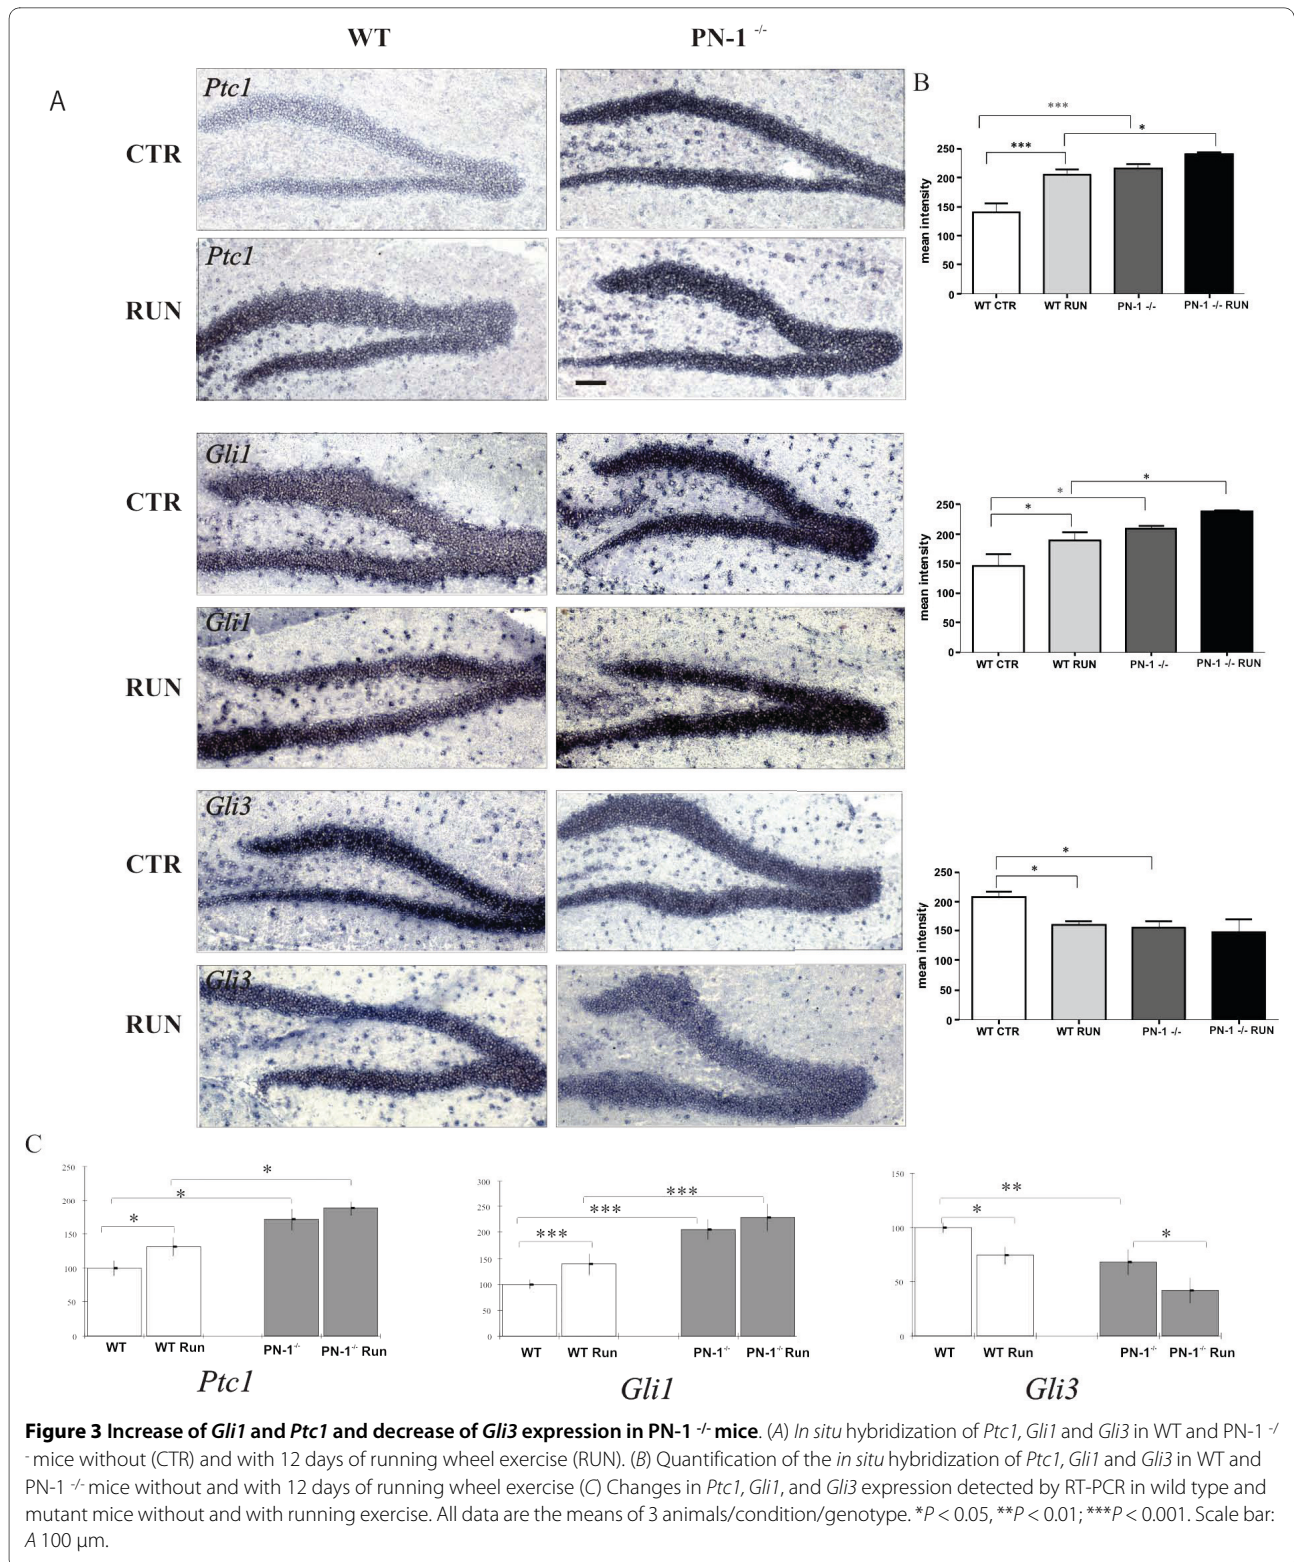 WT PN-1 -/-
A
B
Ptc1
CTR
Ptc1
RUN
Gli1
CTR
Gli1
RUN
Gli3
CTR
Gli3
RUN
*** *
***
250
200
150
100
50
0
mean intensity
WT CTR WT RUN PN-1 -/- PN-1 -/- RUN
* *
*
250
200
150
100
50
0
mean intensity
WT CTR WT RUN PN-1 -/- PN-1 -/- RUN
*
*
250
200
150
100
50
0
mean intensity
WT CTR WT RUN PN-1 -/- PN-1 -/- RUN
C
250
200
150
100
50
0
* * *
WT WT Run PN-1-/- PN-1-/- Run
Ptc1
300
250
200
150
100
50
0
*** *** ***
WT WT Run PN-1-/- PN-1-/- Run
Gli1
150
100
50
0
** * *
WT WT Run PN-1-/- PN-1-/- Run
Gli3
Figure 3 Increase of Gli1 and Ptc1 and decrease of Gli3 expression in PN-1 -/- mice. (A) In situ hybridization of Ptc1, Gli1 and Gli3 in WT and PN-1 -/
- mice without (CTR) and with 12 days of running wheel exercise (RUN). (B) Quantification of the in situ hybridization of Ptc1, Gli1 and Gli3 in WT and
PN-1 -/- mice without and with 12 days of running wheel exercise (C) Changes in Ptc1, Gli1, and Gli3 expression detected by RT-PCR in wild type and
mutant mice without and with running exercise. All data are the means of 3 animals/condition/genotype. *P < 0.05, **P < 0.01; ***P < 0.001. Scale bar:
A 100 μm.